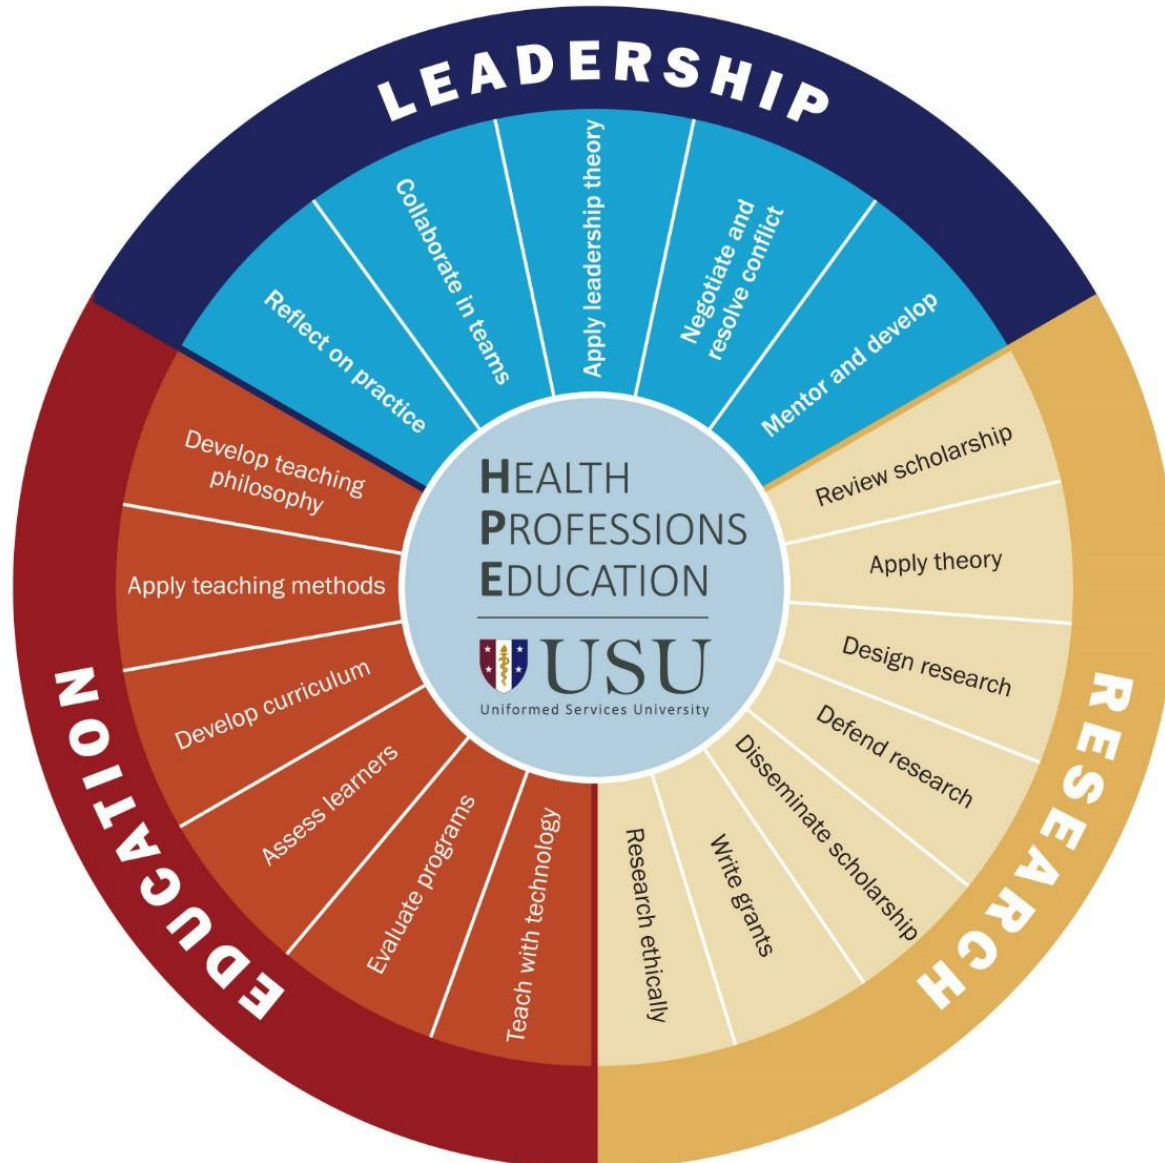 LEADERSHIP
Reflect on practice
Collaborate in teams
Apply leadership theory
Negotiate and
resolve conflict
Mentor and develop
RESEARCH
Review scholarship
Apply theory
Design research
Defend research
Disseminate scholarship
Write grants
Research ethically
EDUCATION
Develop teaching
philosophy
Apply teaching methods
Develop curriculum
Assess learners
Evaluate programs
Teach with technology
HEALTH
PROFESSIONS
EDUCATION
USU
Uniformed Services University